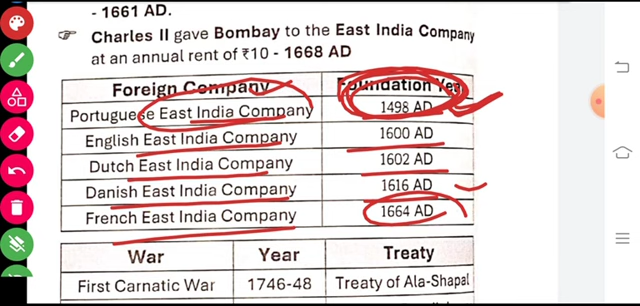 - 1661 AD.
☞ Charles II gave Bombay to the East India Company
at an annual rent of ₹10 - 1668 AD
Foreign Company Foundation Year
Portuguese East India Company 1498 AD
English East India Company 1600 AD
Dutch East India Company 1602 AD
Danish East India Company 1616 AD
French East India Company 1664 AD
War Year Treaty
First Carnatic War 1746-48 Treaty of Ala-Shapal